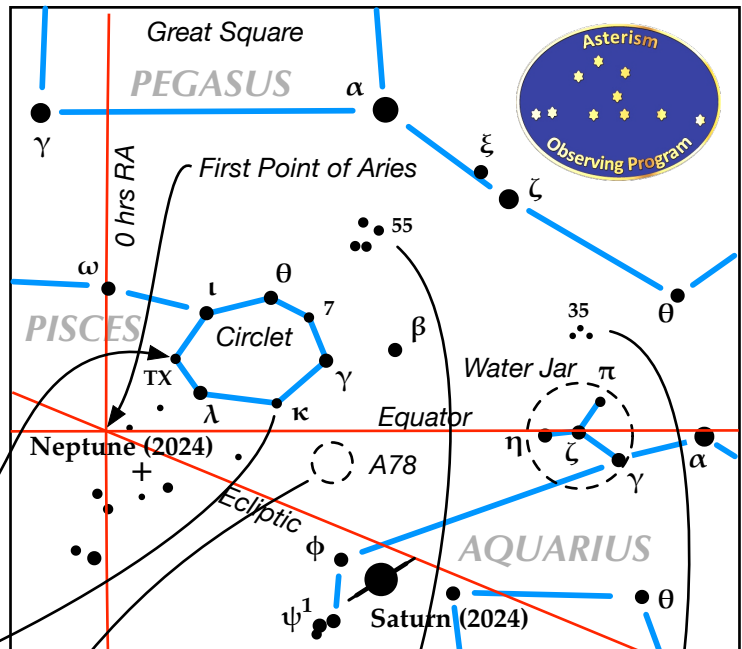 Great Square
Asterism
PEGASUS
α
γ
Observing Program
ξ
0 hrs RA
First Point of Aries
ζ
55
ω
θ
ι
7
θ
35
PISCES
Circlet
β
Water Jar
π
TX
γ
λ
κ
Equator
η
ζ
α
Neptune (2024)
+
A78
γ
Ecliptic
φ
AQUARIUS
ψ¹
Saturn (2024)
θ